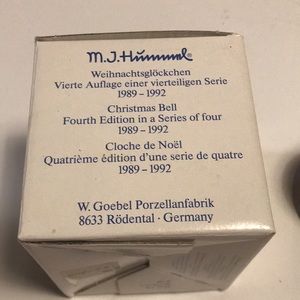 M.J.Hummel®
Weihnachtsglöckchen
Vierte Auflage einer vierteiligen Serie
1989 – 1992
Christmas Bell
Fourth Edition in a Series of four
1989 – 1992
Cloche de Noël
Quatrième édition d'une serie de quatre
1989 – 1992
W. Goebel Porzellanfabrik
8633 Rödental · Germany